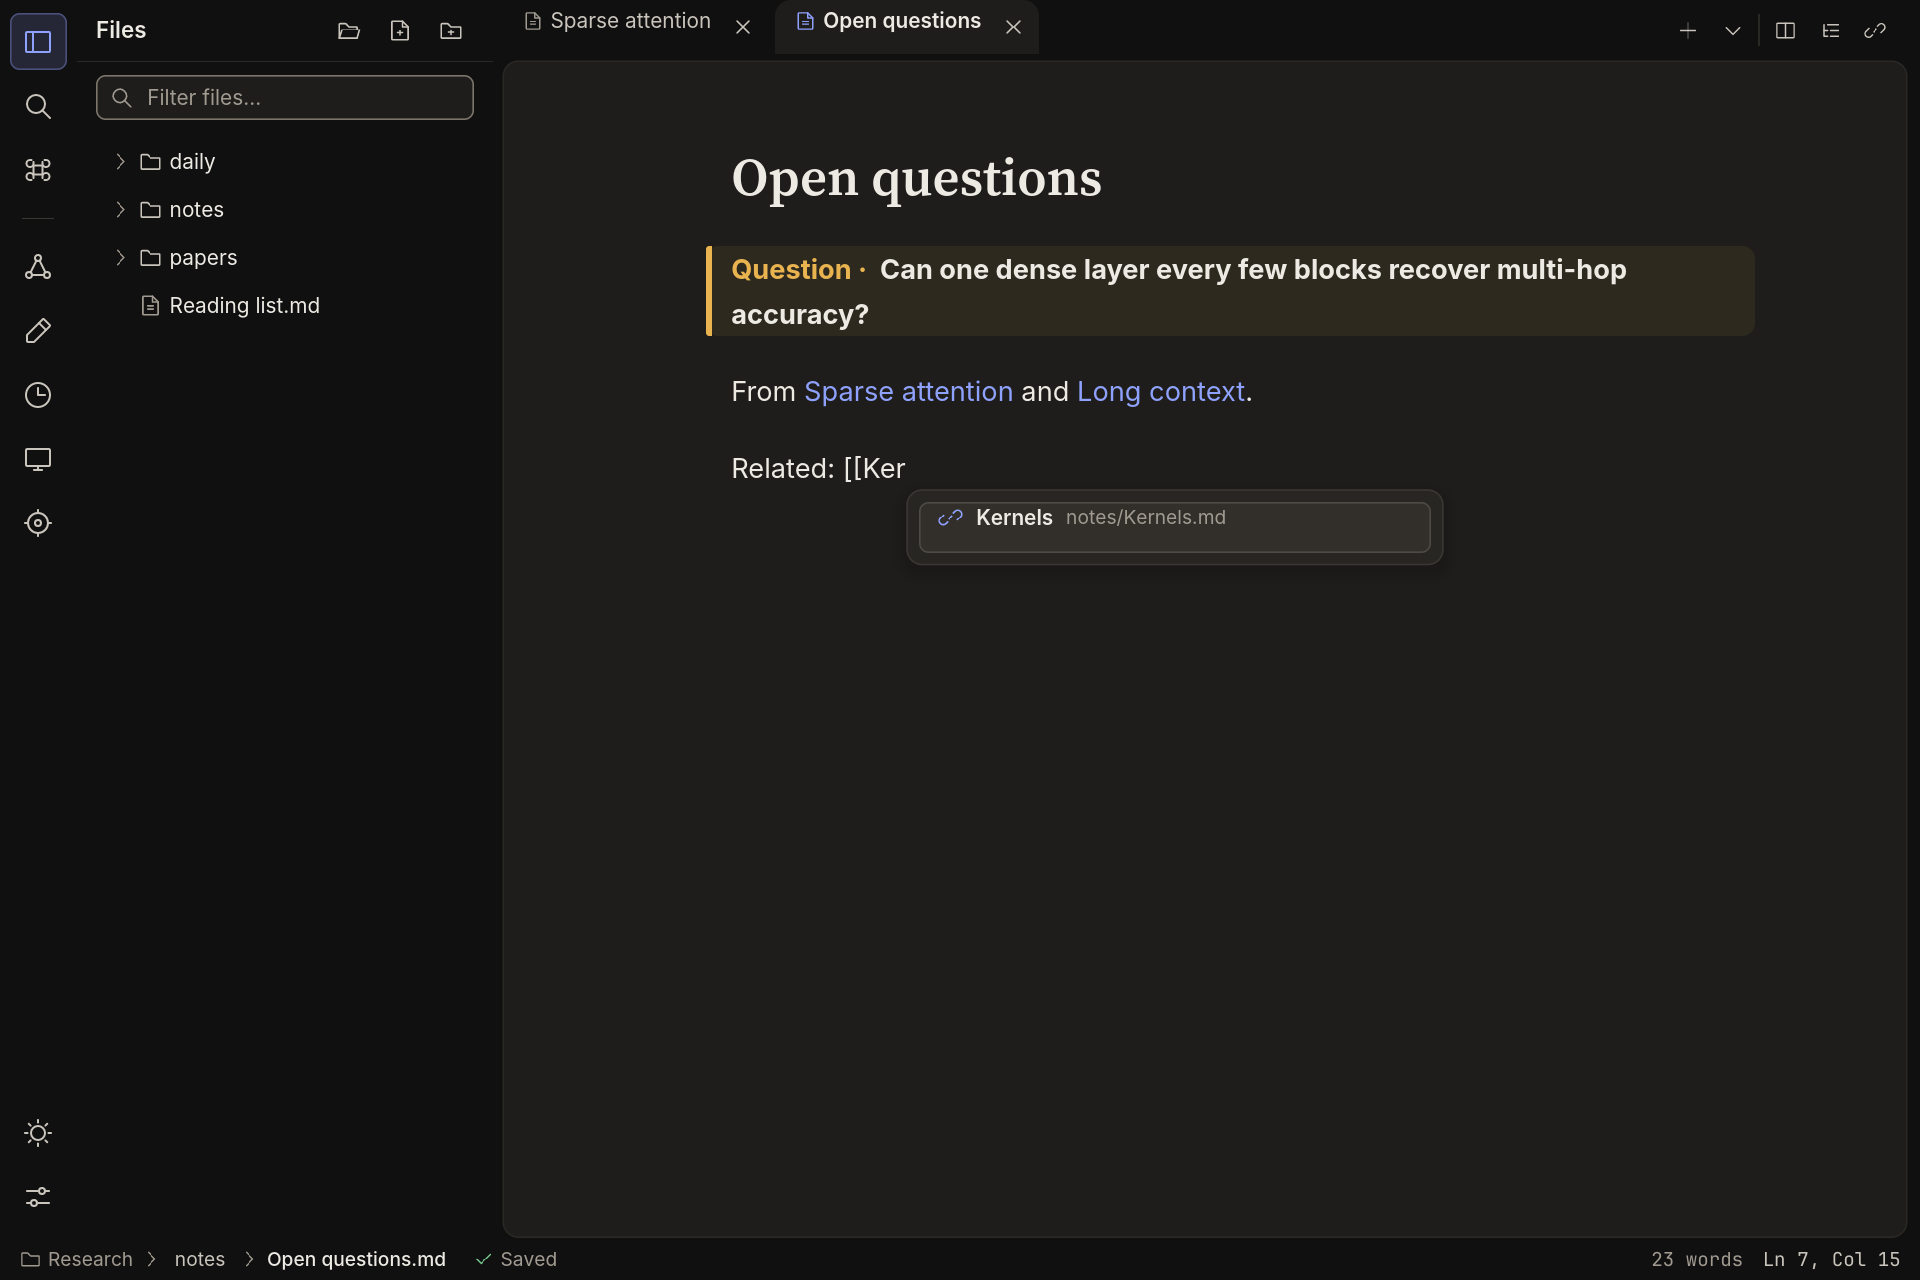 Files
Sparse attention
Open questions
Filter files...
daily
notes
papers
Reading list.md
Open questions
Question · Can one dense layer every few blocks recover multi-hop
accuracy?
From Sparse attention and Long context.
Related: [[Ker
Kernels notes/Kernels.md
Research notes Open questions.md Saved
23 words Ln 7, Col 15